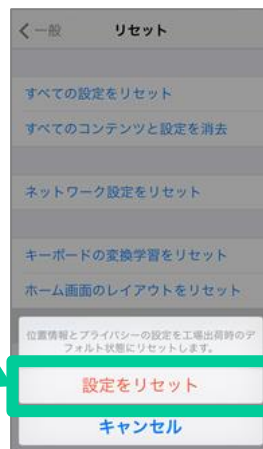 一般 リセット
すべての設定をリセット
すべてのコンテンツと設定を消去
ネットワーク設定をリセット
キーボードの変換学習をリセット
ホーム画面のレイアウトをリセット
位置情報とプライバシーの設定を工場出荷時のデ
フォルト状態にリセットします。
設定をリセット
キャンセル